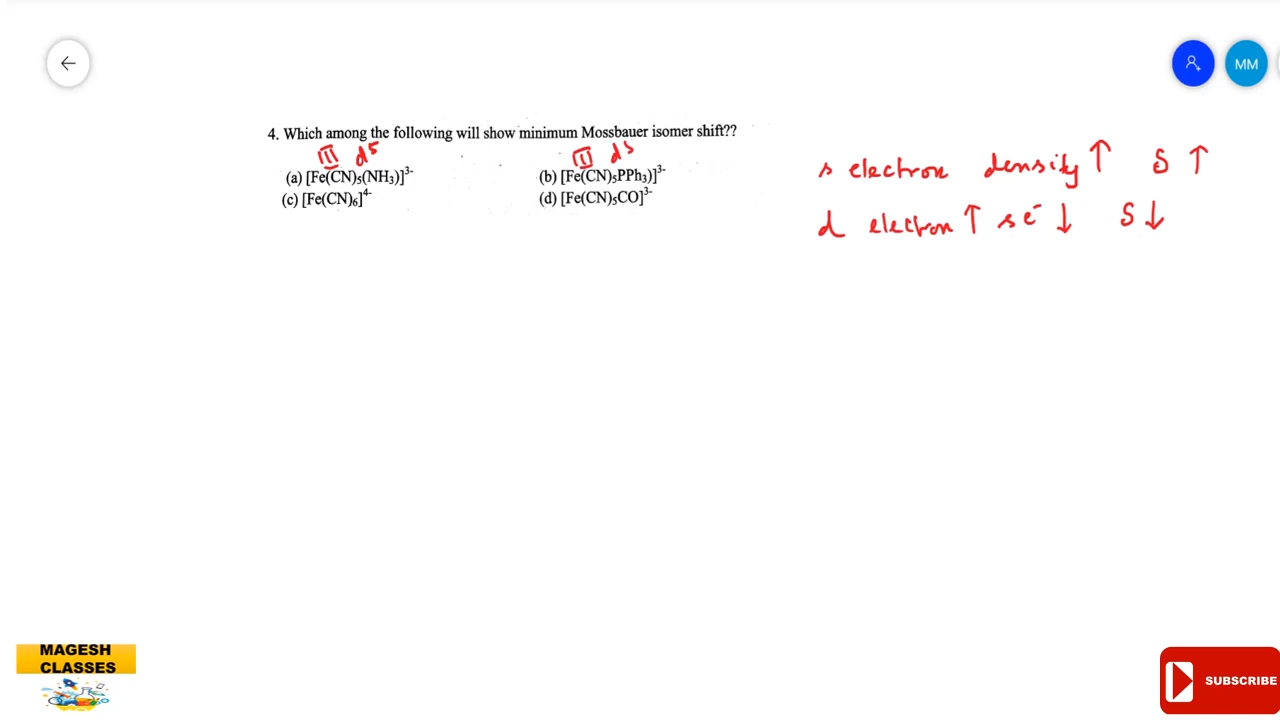 MM
4. Which among the following will show minimum Mossbauer isomer shift??
III d5 II d5
(a) [Fe(CN)₅(NH₃)]³⁻ (b) [Fe(CN)₅PPh₃)]³⁻
(c) [Fe(CN)₆]⁴⁻ (d) [Fe(CN)₅CO]³⁻
s electron density ↑ δ ↑
d electron ↑ s e⁻ ↓ δ ↓
MAGESH
CLASSES
SUBSCRIBE